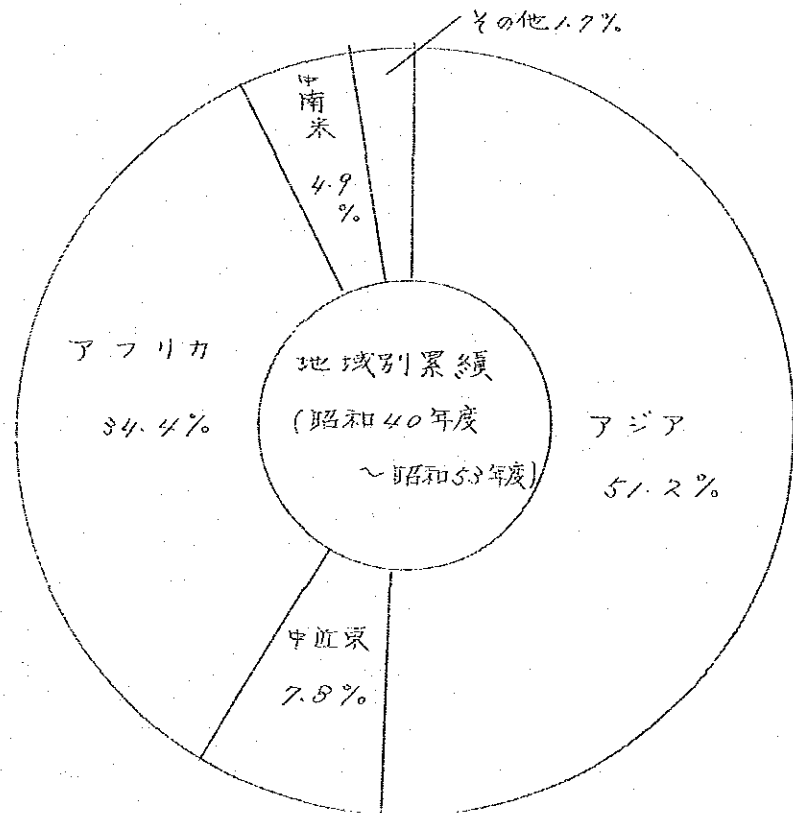 その他1.7%
中南米
4.9
%
アフリカ
34.4%
地域別累績
(昭和40年度
~昭和53年度)
アジア
51.2%
中近東
7.8%